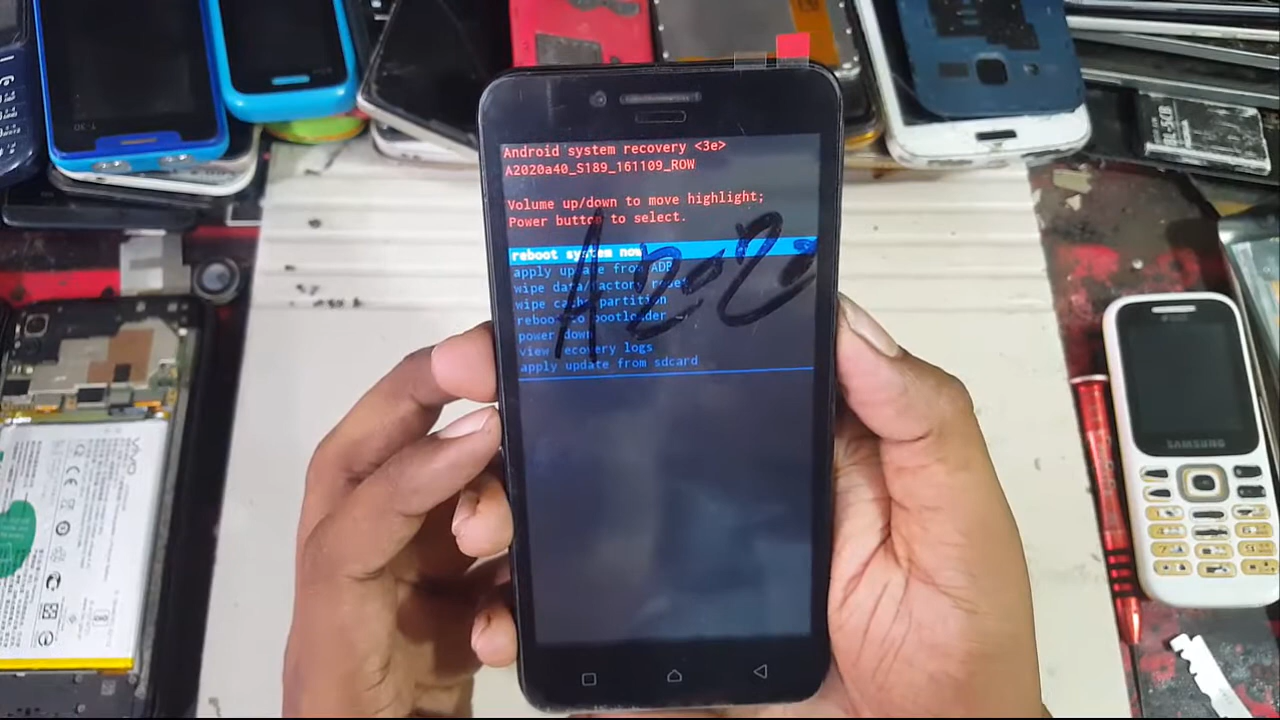 Android system recovery <3e>
A2020a40_S189_161109_ROW
Volume up/down to move highlight;
Power button to select.
reboot system now
apply update from ADB
wipe data/factory reset
wipe cache partition
reboot to bootloader
power down
view recovery logs
apply update from sdcard
A2020
SAMSUNG
vivo